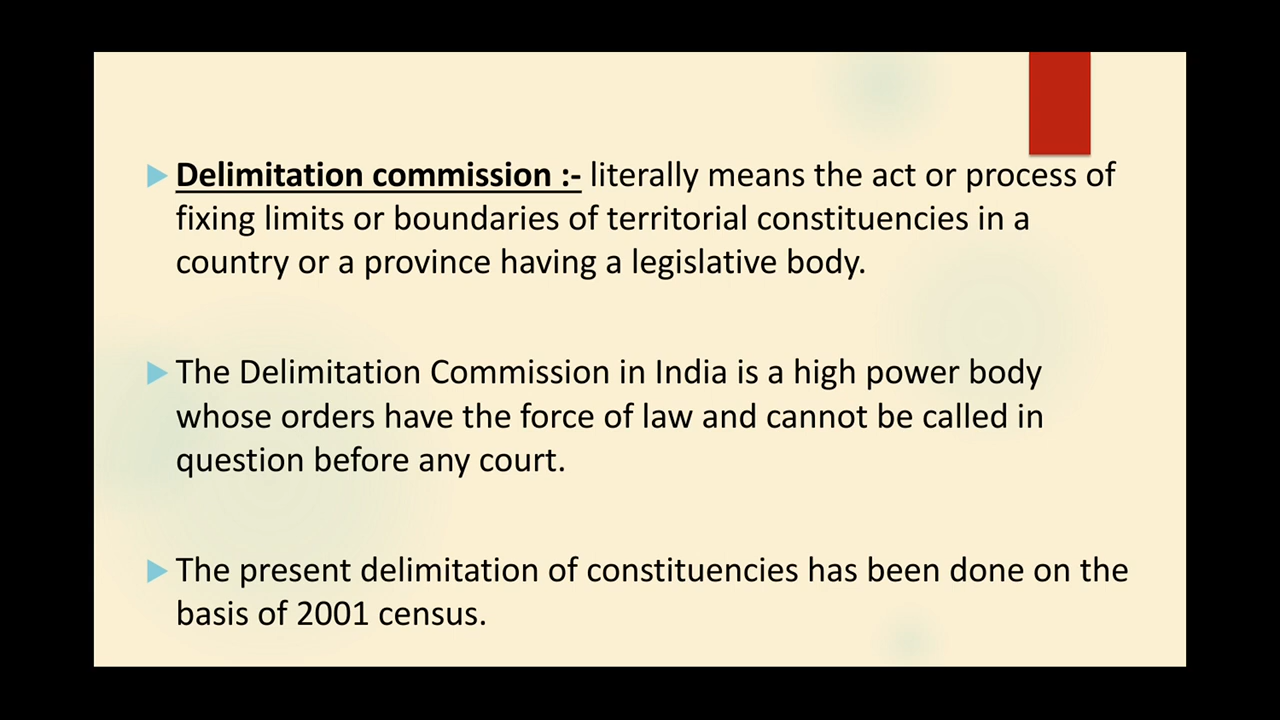 Delimitation commission :- literally means the act or process of
fixing limits or boundaries of territorial constituencies in a
country or a province having a legislative body.
The Delimitation Commission in India is a high power body
whose orders have the force of law and cannot be called in
question before any court.
The present delimitation of constituencies has been done on the
basis of 2001 census.